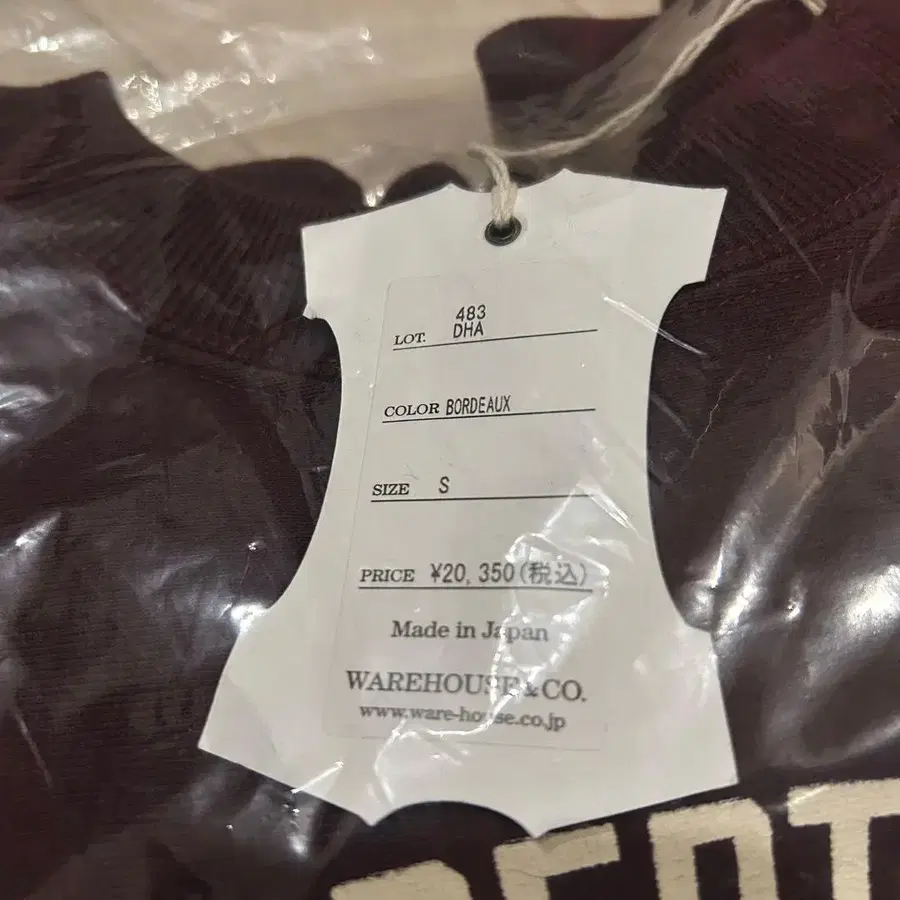 483
LOT. DHA
COLOR BORDEAUX
SIZE S
PRICE ¥20,350(税込)
Made in Japan
WAREHOUSE & CO.
www.ware-house.co.jp